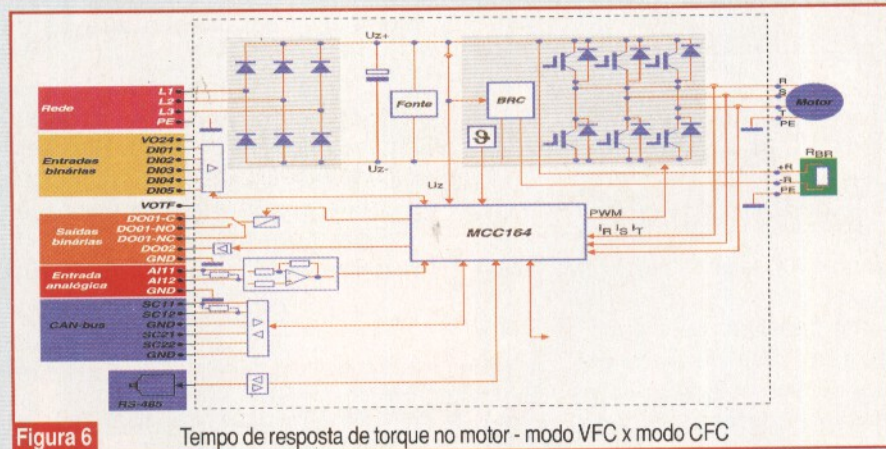 Uz+
L1
L2
L3
PE
Rede
VO24
DI01
DI02
DI03
DI04
DI05
Entradas binárias
VOTF
DO01-C
DO01-NO
DO01-NC
DO02
GND
Saídas binárias
AI11
AI12
GND
Entrada analógica
SC11
SC12
GND
SC21
SC22
GND
CAN-bus
RS-485
Fonte
BRC
ϑ
Uz-
Uz
MCC164
PWM
IR IS IT
R
S
T
PE
Motor
RBR
+R
-R
PE
Figura 6
Tempo de resposta de torque no motor - modo VFC x modo CFC